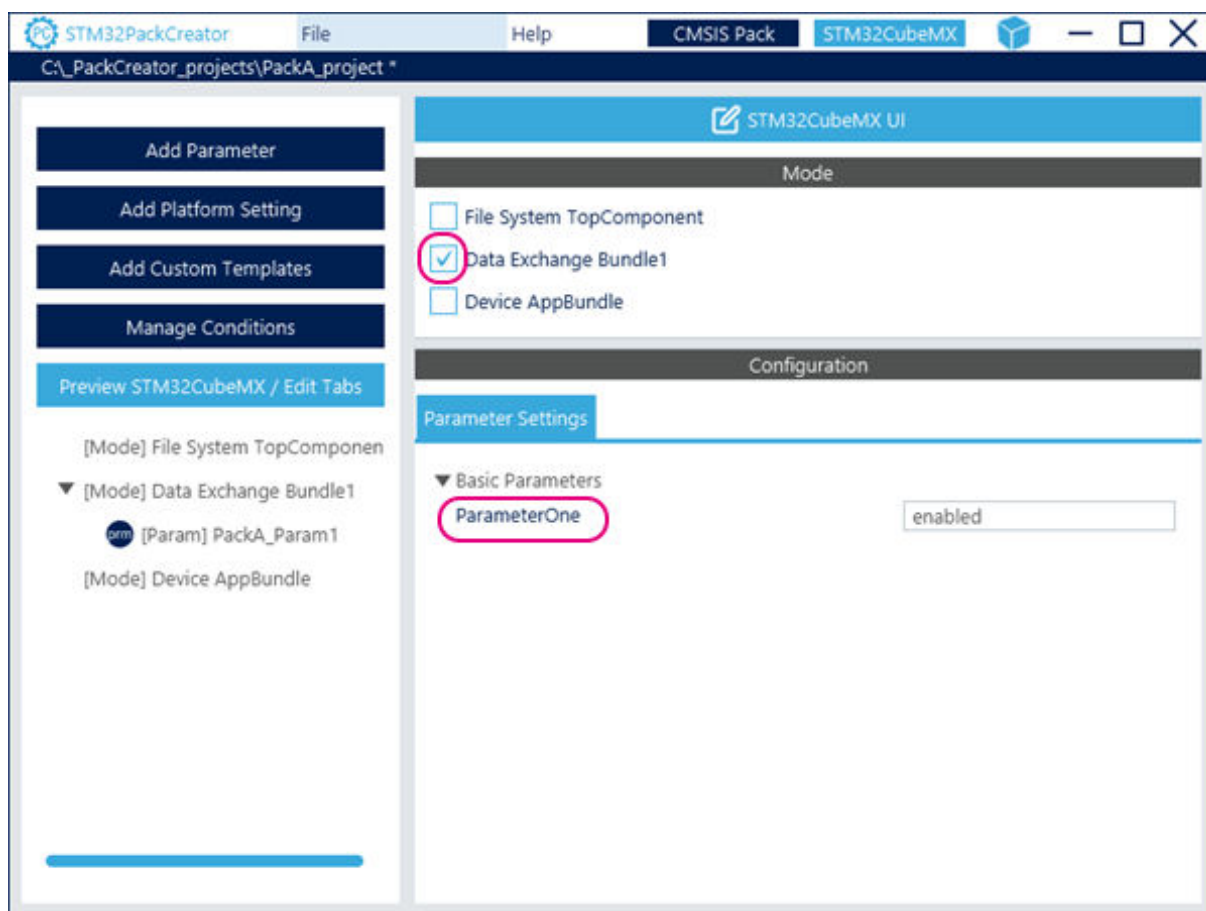 PC STM32PackCreator File Help CMSIS Pack STM32CubeMX
C:\_PackCreator_projects\PackA_project *
Add Parameter
Add Platform Setting
Add Custom Templates
Manage Conditions
Preview STM32CubeMX / Edit Tabs
[Mode] File System TopComponen
[Mode] Data Exchange Bundle1
prm [Param] PackA_Param1
[Mode] Device AppBundle
STM32CubeMX UI
Mode
File System TopComponent
Data Exchange Bundle1
Device AppBundle
Configuration
Parameter Settings
Basic Parameters
ParameterOne enabled